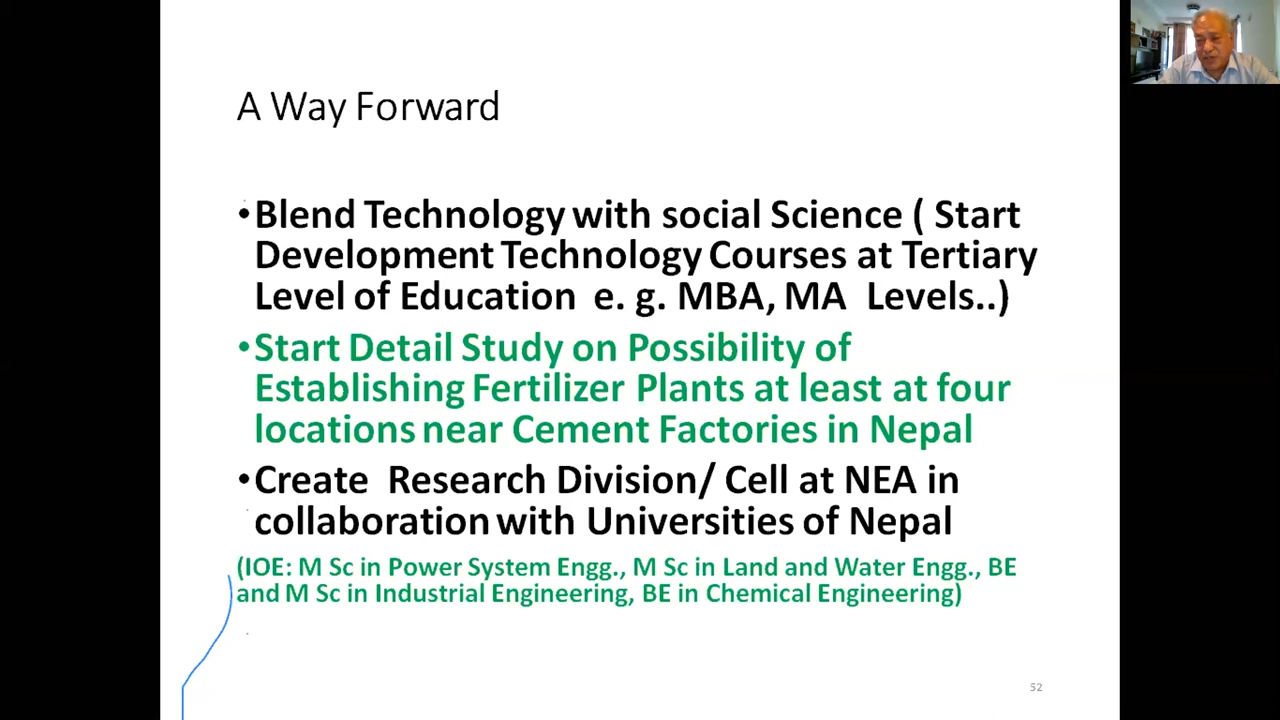 A Way Forward
•Blend Technology with social Science ( Start
Development Technology Courses at Tertiary
Level of Education e. g. MBA, MA Levels..)
•Start Detail Study on Possibility of
Establishing Fertilizer Plants at least at four
locations near Cement Factories in Nepal
•Create Research Division/ Cell at NEA in
collaboration with Universities of Nepal
(IOE: M Sc in Power System Engg., M Sc in Land and Water Engg., BE
and M Sc in Industrial Engineering, BE in Chemical Engineering)
52